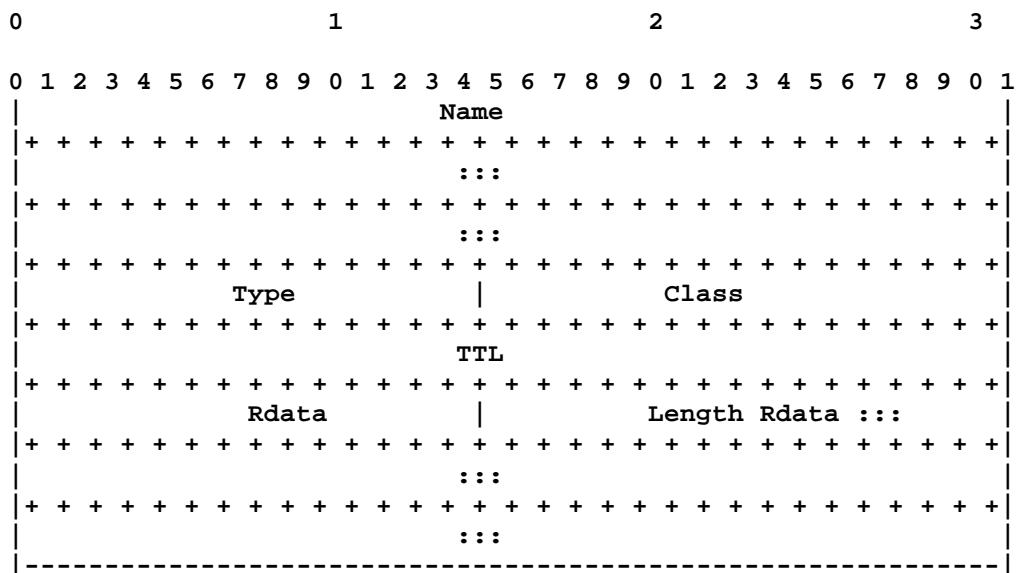 0 1 2 3
0 1 2 3 4 5 6 7 8 9 0 1 2 3 4 5 6 7 8 9 0 1 2 3 4 5 6 7 8 9 0 1
| Name |
|+ + + + + + + + + + + + + + + + + + + + + + + + + + + + + + +|
| ::: |
|+ + + + + + + + + + + + + + + + + + + + + + + + + + + + + + +|
| ::: |
|+ + + + + + + + + + + + + + + + + + + + + + + + + + + + + + +|
| Type | Class |
|+ + + + + + + + + + + + + + + + + + + + + + + + + + + + + + +|
| TTL |
|+ + + + + + + + + + + + + + + + + + + + + + + + + + + + + + +|
| Rdata | Length Rdata ::: |
|+ + + + + + + + + + + + + + + + + + + + + + + + + + + + + + +|
| ::: |
|+ + + + + + + + + + + + + + + + + + + + + + + + + + + + + + +|
| ::: |
|-------------------------------------------------------------|